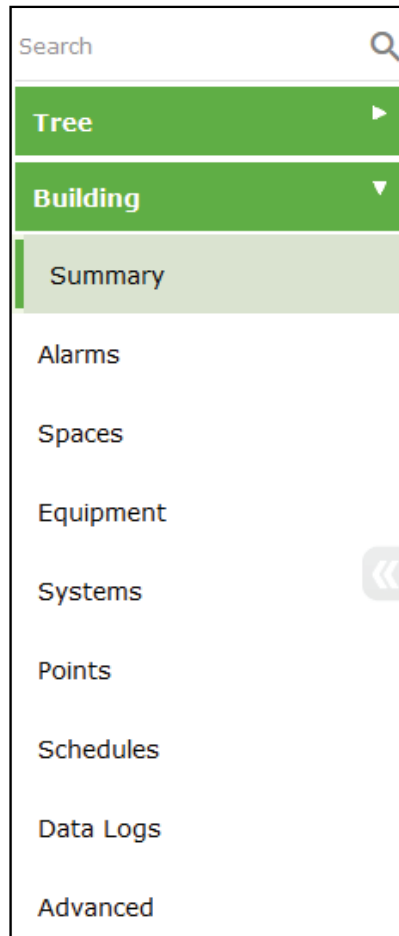 Search
Tree
Building
Summary
Alarms
Spaces
Equipment
Systems
Points
Schedules
Data Logs
Advanced